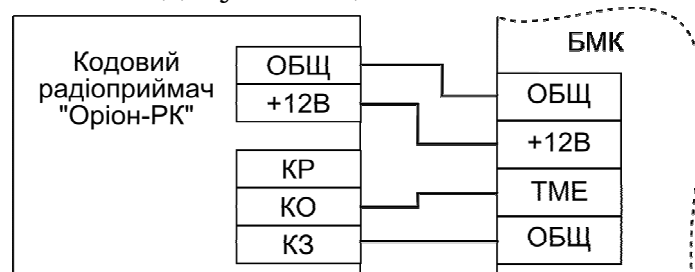 БМК
Кодовий
радіоприймач
"Оріон-РК"
ОБЩ
+12В
КР
КО
КЗ
ОБЩ
+12В
ТМЕ
ОБЩ